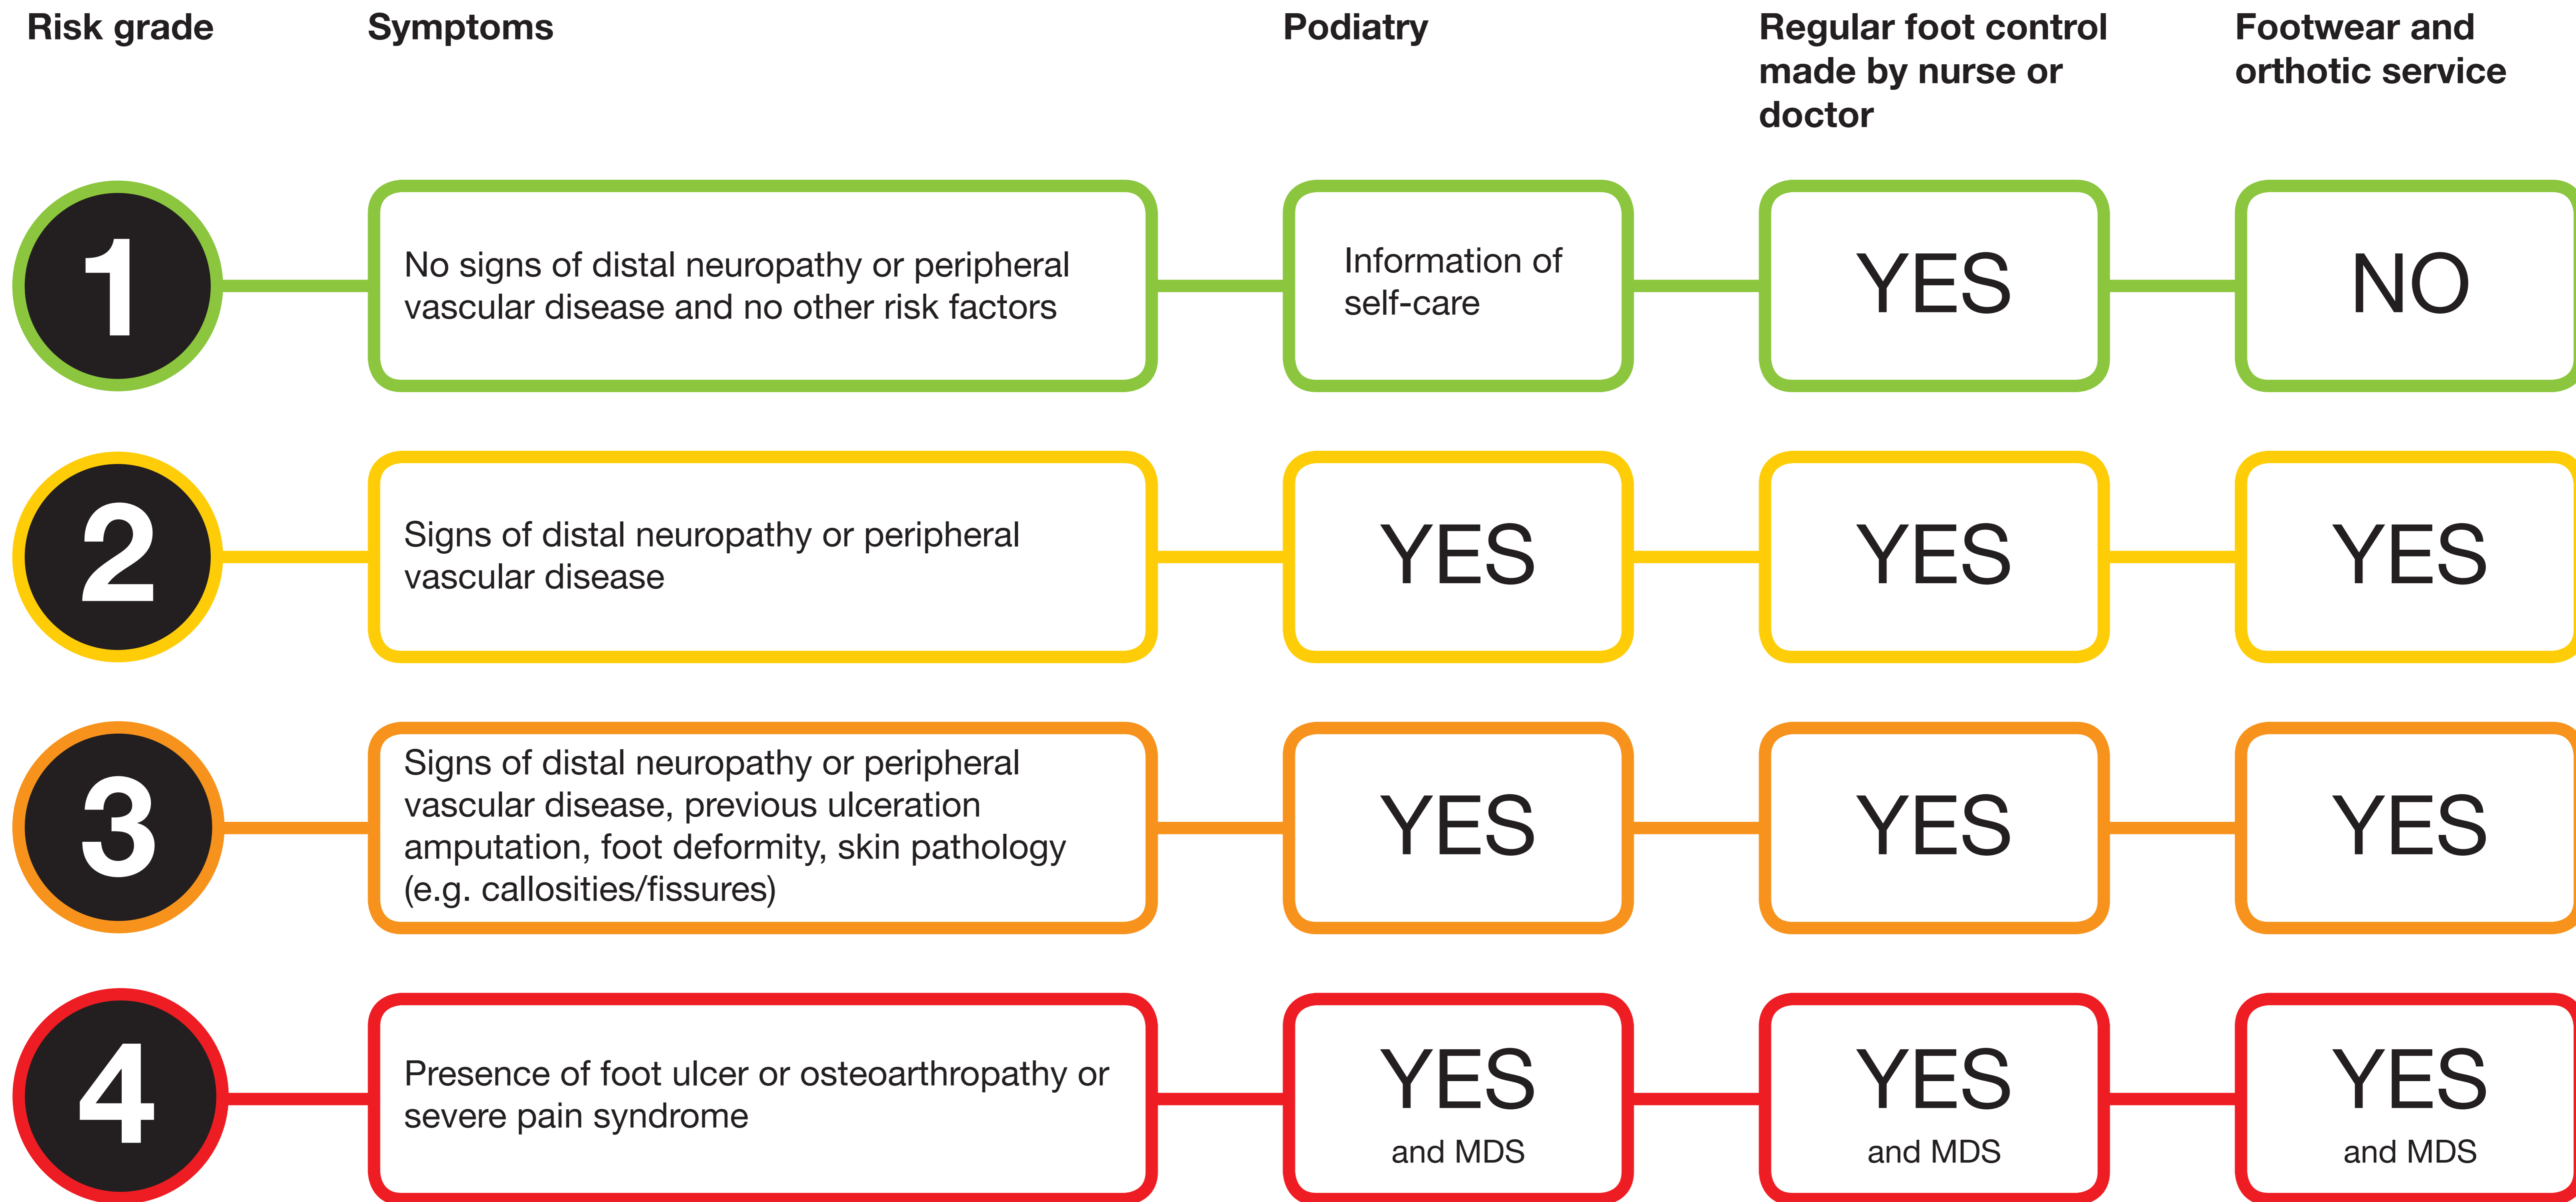 Risk grade
Symptoms
Podiatry
Regular foot control
made by nurse or
doctor
Footwear and
orthotic service
1
No signs of distal neuropathy or peripheral
vascular disease and no other risk factors
Information of
self-care
YES
NO
2
Signs of distal neuropathy or peripheral
vascular disease
YES
YES
YES
3
Signs of distal neuropathy or peripheral
vascular disease, previous ulceration
amputation, foot deformity, skin pathology
(e.g. callosities/fissures)
YES
YES
YES
4
Presence of foot ulcer or osteoarthropathy or
severe pain syndrome
YES
and MDS
YES
and MDS
YES
and MDS